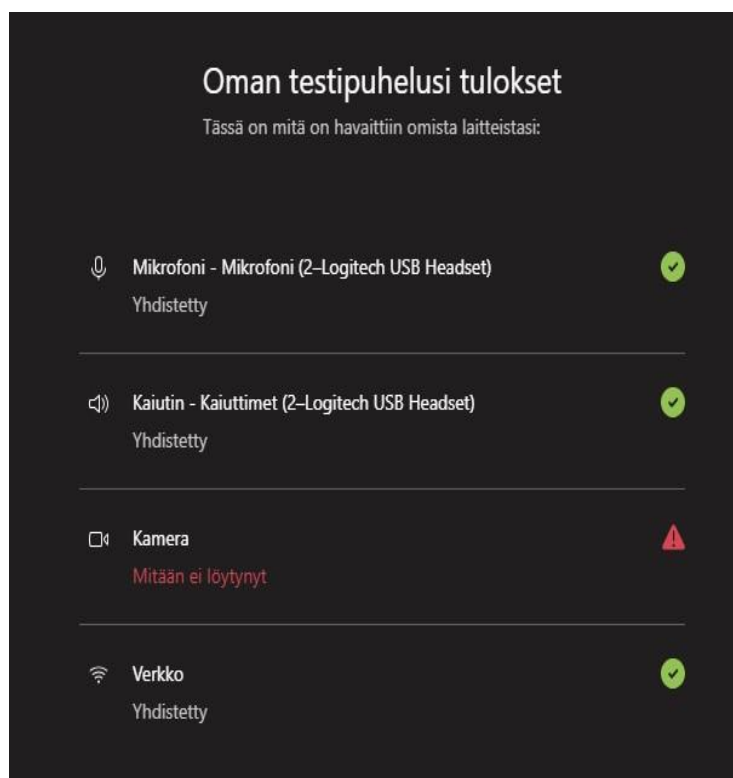 Oman testipuhelusi tulokset
Tässä on mitä on havaittiin omista laitteistasi:
Mikrofoni - Mikrofoni (2–Logitech USB Headset)
Yhdistetty
Kaiutin - Kaiuttimet (2–Logitech USB Headset)
Yhdistetty
Kamera
Mitään ei löytynyt
Verkko
Yhdistetty